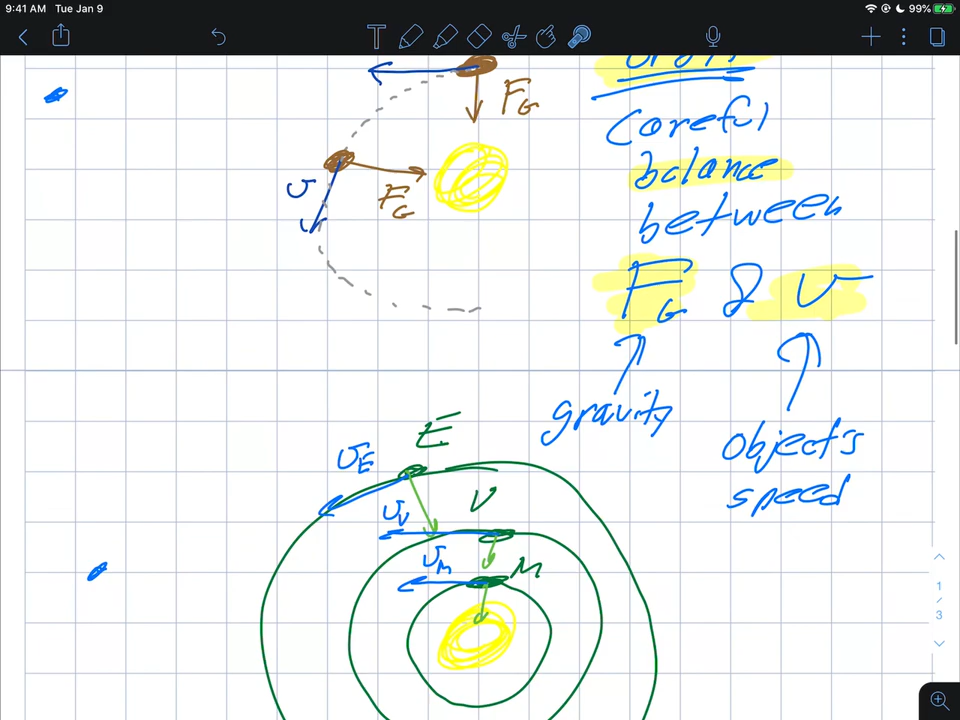 9:41 AM Tue Jan 9
99%
F_G
v
F_G
Careful
balance
between
F_G & v
gravity
object's
speed
E
v_E
V
v_V
v_M
M
1
/
3